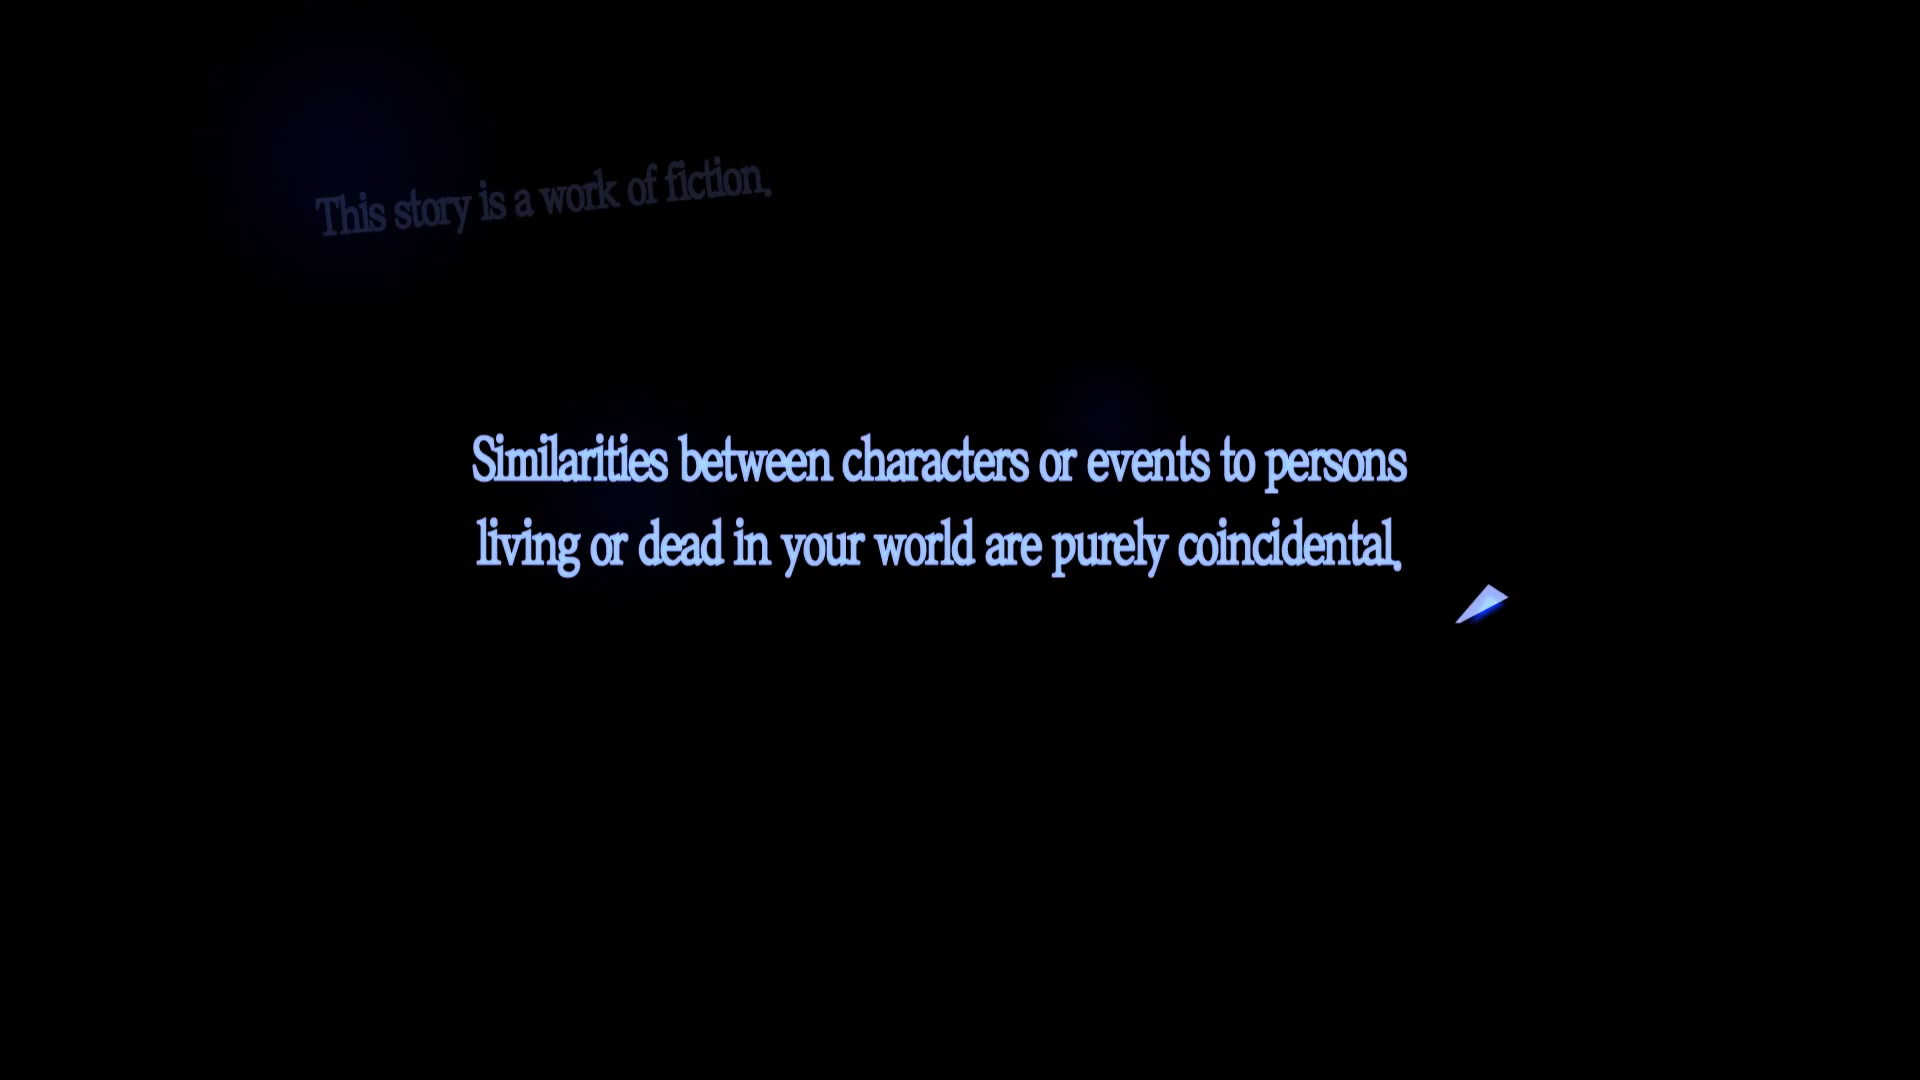 This story is a work of fiction.
Similarities between characters or events to persons
living or dead in your world are purely coincidental.